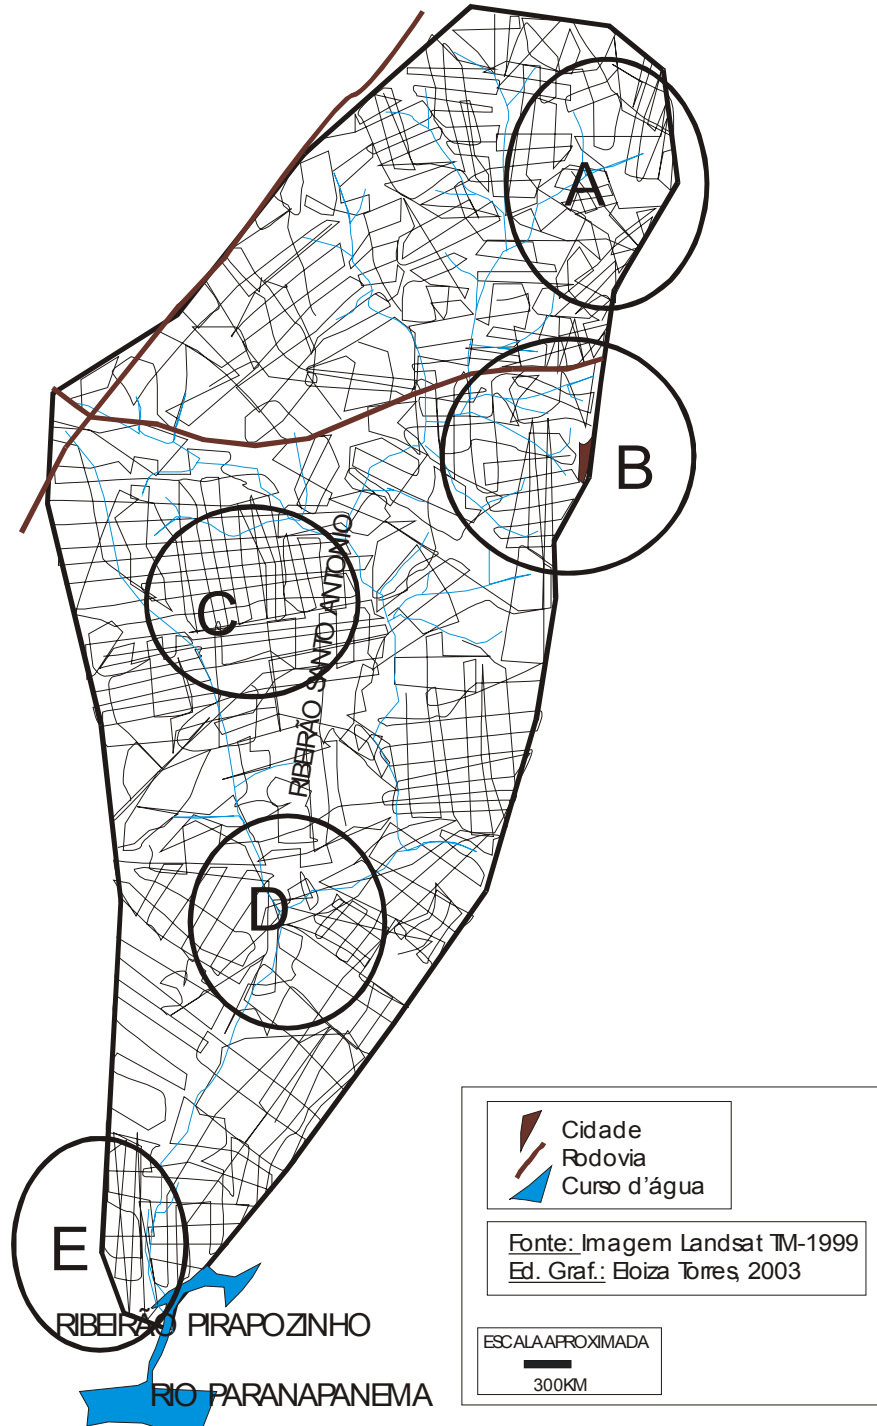 A
B
C
RIBEIRÃO SANTO ANTONIO
D
E
RIBEIRÃO PIRAPOZINHO
RIO PARANAPANEMA
Cidade
Rodovia
Curso d'água
Fonte: Imagem Landsat TM-1999
Ed. Graf.: Eloiza Torres, 2003
ESCALA APROXIMADA
300KM